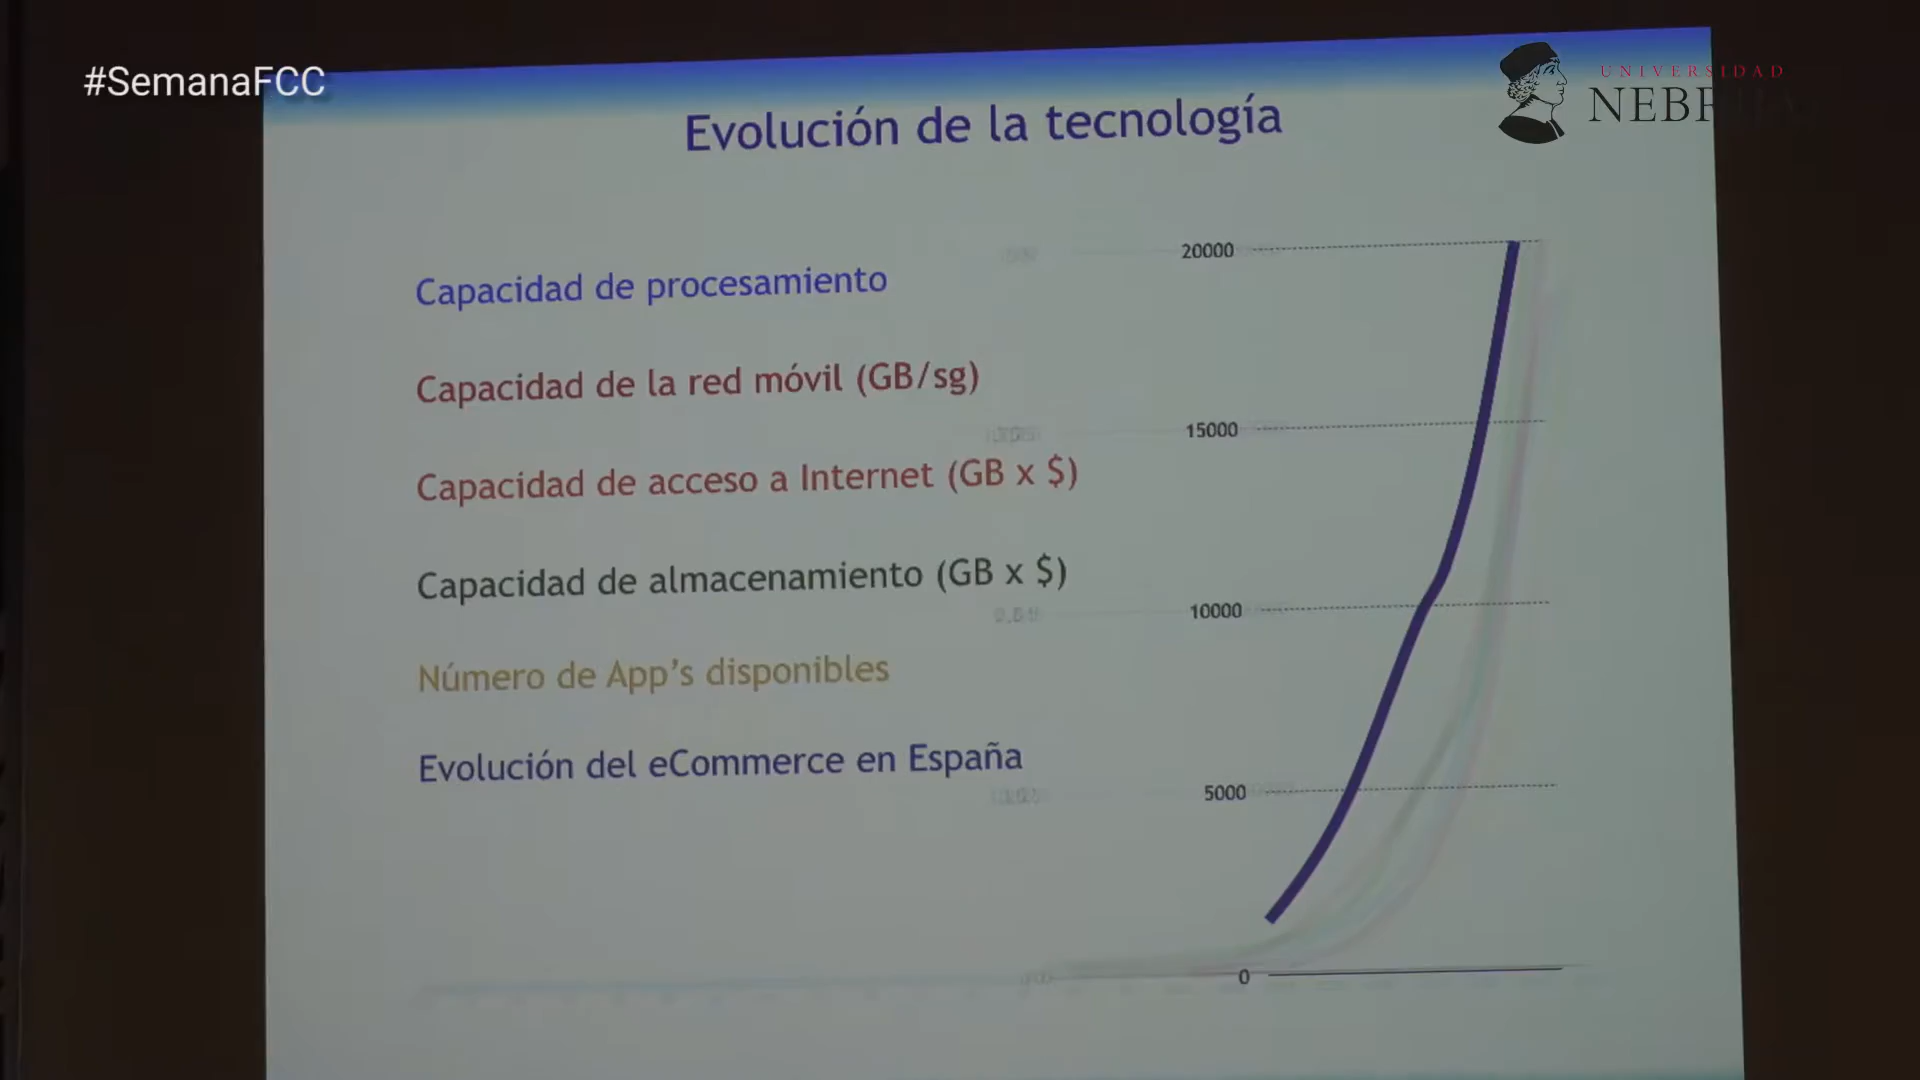 #SemanaFCC
UNIVERSIDAD
Evolución de la tecnología
20000
Capacidad de procesamiento
Capacidad de la red móvil (GB/sg)
15000
Capacidad de acceso a Internet (GB x $)
Capacidad de almacenamiento (GB x $)
10000
Número de App's disponibles
Evolución del eCommerce en España
5000
0